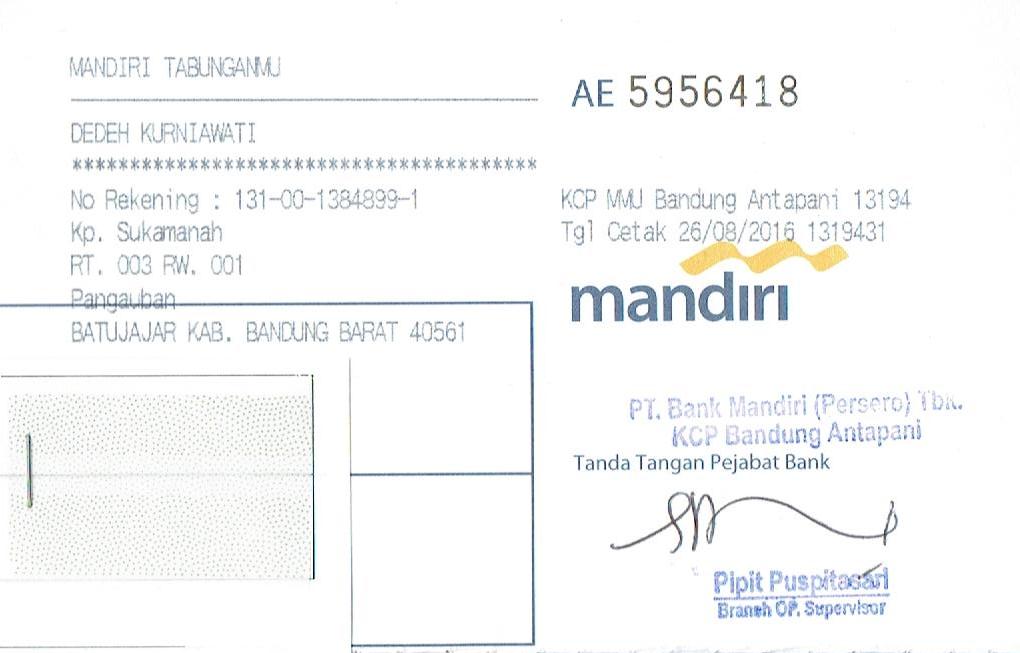 MANDIRI TABUNGANMU
AE 5956418
DEDEH KURNIAWATI
****************************************
No Rekening : 131-00-1384899-1
Kp. Sukamanah
RT. 003 RW. 001
Pangauban
BATUJAJAR KAB. BANDUNG BARAT 40561
KCP MMU Bandung Antapani 13194
Tgl Cetak 26/08/2016 1319431
mandiri
PT. Bank Mandiri (Persero) Tbk.
KCP Bandung Antapani
Tanda Tangan Pejabat Bank
Pipit Puspitasari
Branch OP. Supervisor